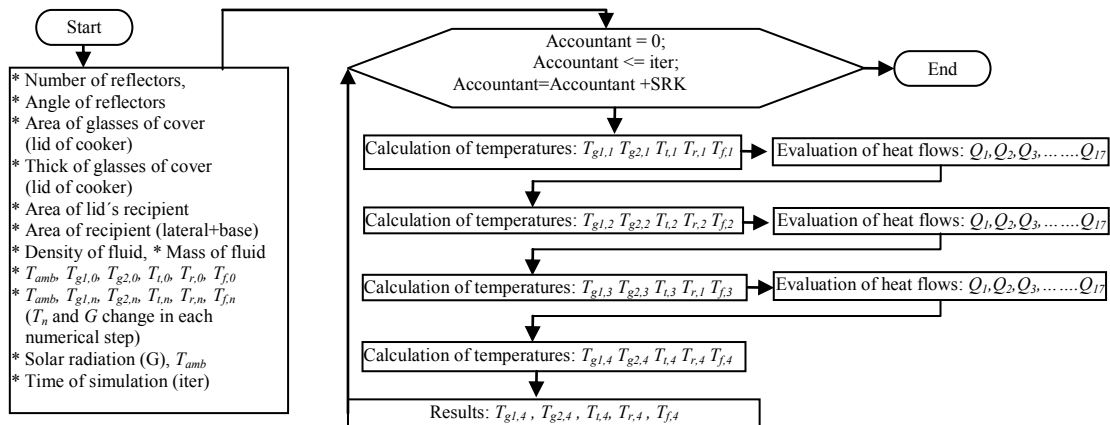 Start
* Number of reflectors,
* Angle of reflectors
* Area of glasses of cover
(lid of cooker)
* Thick of glasses of cover
(lid of cooker)
* Area of lid´s recipient
* Area of recipient (lateral+base)
* Density of fluid, * Mass of fluid
* Tamb, Tg1,0, Tg2,0, Tt,0, Tr,0, Tf,0
* Tamb, Tg1,n, Tg2,n, Tt,n, Tr,n, Tf,n
(Tn and G change in each
numerical step)
* Solar radiation (G), Tamb
* Time of simulation (iter)
Accountant = 0;
Accountant <= iter;
Accountant=Accountant +SRK
End
Calculation of temperatures: Tg1,1 Tg2,1 Tt,1 Tr,1 Tf,1
Evaluation of heat flows: Q1,Q2,Q3,…….Q17
Calculation of temperatures: Tg1,2 Tg2,2 Tt,2 Tr,2 Tf,2
Evaluation of heat flows: Q1,Q2,Q3,…….Q17
Calculation of temperatures: Tg1,3 Tg2,3 Tt,3 Tr,1 Tf,3
Evaluation of heat flows: Q1,Q2,Q3,…….Q17
Calculation of temperatures: Tg1,4 Tg2,4 Tt,4 Tr,4 Tf,4
Results: Tg1,4 , Tg2,4 , Tt,4, Tr,4 , Tf,4